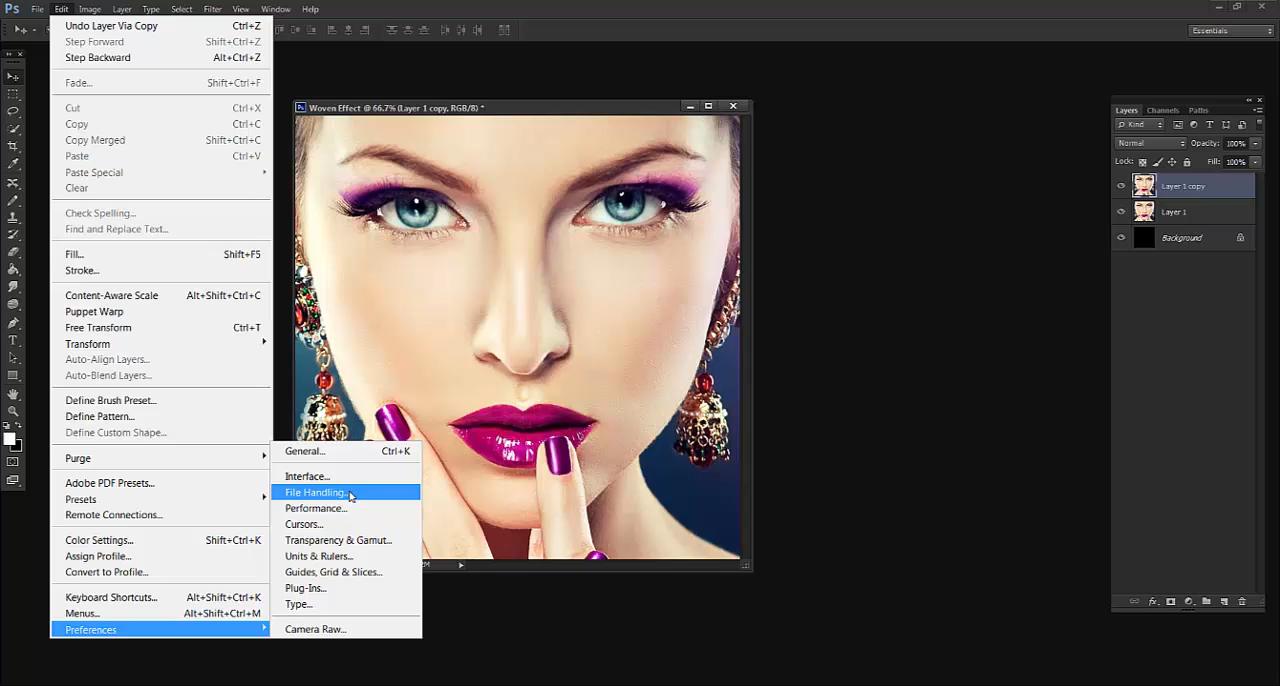 Ps File Edit Image Layer Type Select Filter View Window Help
Essentials
Undo Layer Via Copy Ctrl+Z
Step Forward Shift+Ctrl+Z
Step Backward Alt+Ctrl+Z
Fade... Shift+Ctrl+F
Cut Ctrl+X
Copy Ctrl+C
Copy Merged Shift+Ctrl+C
Paste Ctrl+V
Paste Special
Clear
Check Spelling...
Find and Replace Text...
Fill... Shift+F5
Stroke...
Content-Aware Scale Alt+Shift+Ctrl+C
Puppet Warp
Free Transform Ctrl+T
Transform
Auto-Align Layers...
Auto-Blend Layers...
Define Brush Preset...
Define Pattern...
Define Custom Shape...
Purge
Adobe PDF Presets...
Presets
Remote Connections...
Color Settings... Shift+Ctrl+K
Assign Profile...
Convert to Profile...
Keyboard Shortcuts... Alt+Shift+Ctrl+K
Menus... Alt+Shift+Ctrl+M
Preferences
General... Ctrl+K
Interface...
File Handling...
Performance...
Cursors...
Transparency & Gamut...
Units & Rulers...
Guides, Grid & Slices...
Plug-Ins...
Type...
Camera Raw...
Ps Woven Effect @ 66.7% (Layer 1 copy, RGB/8) *
Layers Channels Paths
Kind
Normal Opacity: 100%
Lock: Fill: 100%
Layer 1 copy
Layer 1
Background